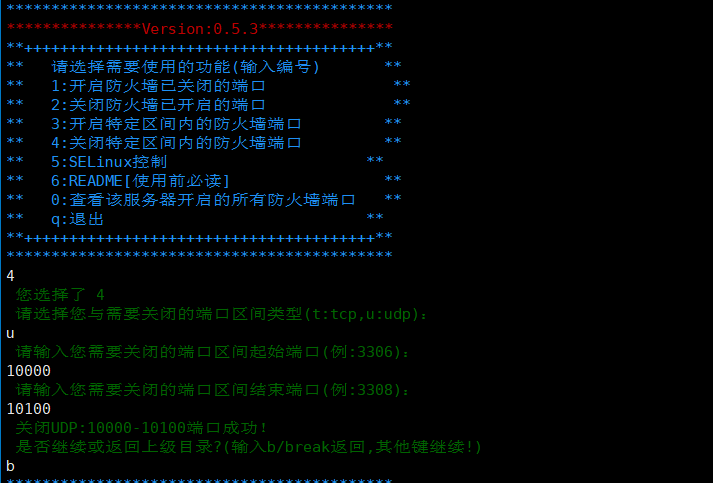 *******************************************
***************Version:0.5.3***************
**+++++++++++++++++++++++++++++++++++++++**
**   请选择需要使用的功能(输入编号)       **
**   1:开启防火墙已关闭的端口              **
**   2:关闭防火墙已开启的端口              **
**   3:开启特定区间内的防火墙端口         **
**   4:关闭特定区间内的防火墙端口         **
**   5:SELinux控制                      **
**   6:README[使用前必读]                 **
**   0:查看该服务器开启的所有防火墙端口   **
**   q:退出                             **
**+++++++++++++++++++++++++++++++++++++++**
*******************************************
4
您选择了 4
请选择您与需要关闭的端口区间类型(t:tcp,u:udp):
u
请输入您需要关闭的端口区间起始端口(例:3306):
10000
请输入您需要关闭的端口区间结束端口(例:3308):
10100
关闭UDP:10000-10100端口成功!
是否继续或返回上级目录?(输入b/break返回,其他键继续!)
b
*******************************************